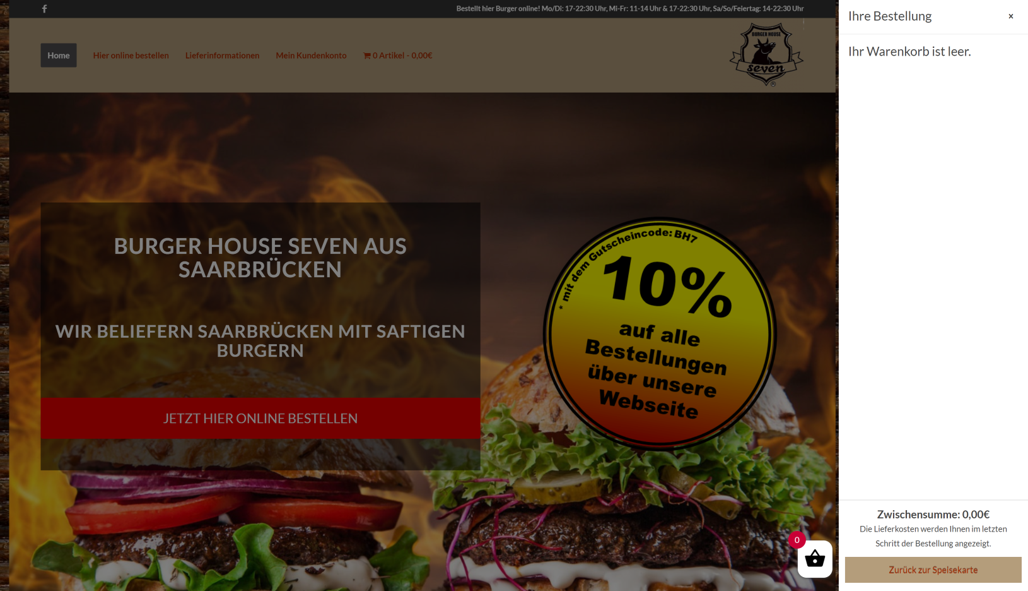 Bestellt hier Burger online! Mo/Di: 17-22:30 Uhr, Mi-Fr: 11-14 Uhr & 17-22:30 Uhr, Sa/So/Feiertag: 14-22:30 Uhr
Home
Hier online bestellen
Lieferinformationen
Mein Kundenkonto
0 Artikel - 0,00€
BURGER HOUSE
seven
BURGER HOUSE SEVEN AUS
SAARBRÜCKEN
WIR BELIEFERN SAARBRÜCKEN MIT SAFTIGEN
BURGERN
JETZT HIER ONLINE BESTELLEN
* mit dem Gutscheincode: BH7
10%
auf alle
Bestellungen
über unsere
Webseite
0
Ihre Bestellung
x
Ihr Warenkorb ist leer.
Zwischensumme: 0,00€
Die Lieferkosten werden Ihnen im letzten
Schritt der Bestellung angezeigt.
Zurück zur Speisekarte